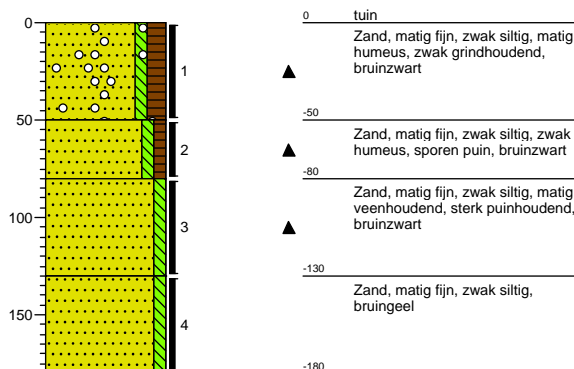 0
tuin
0
Zand, matig fijn, zwak siltig, matig
humeus, zwak grindhoudend,
bruinzwart
1
50
-50
Zand, matig fijn, zwak siltig, zwak
humeus, sporen puin, bruinzwart
2
-80
Zand, matig fijn, zwak siltig, matig
veenhoudend, sterk puinhoudend,
bruinzwart
100
3
-130
Zand, matig fijn, zwak siltig,
bruingeel
150
4
-180